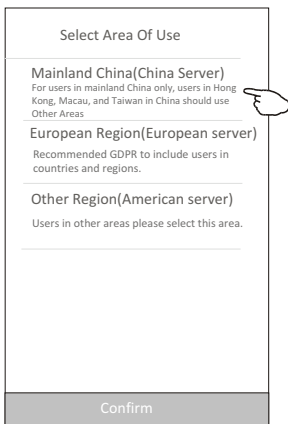 Select Area Of Use
Mainland China(China Server)
For users in mainland China only, users in Hong
Kong, Macau, and Taiwan in China should use
Other Areas
European Region(European server)
Recommended GDPR to include users in
countries and regions.
Other Region(American server)
Users in other areas please select this area.
Confirm